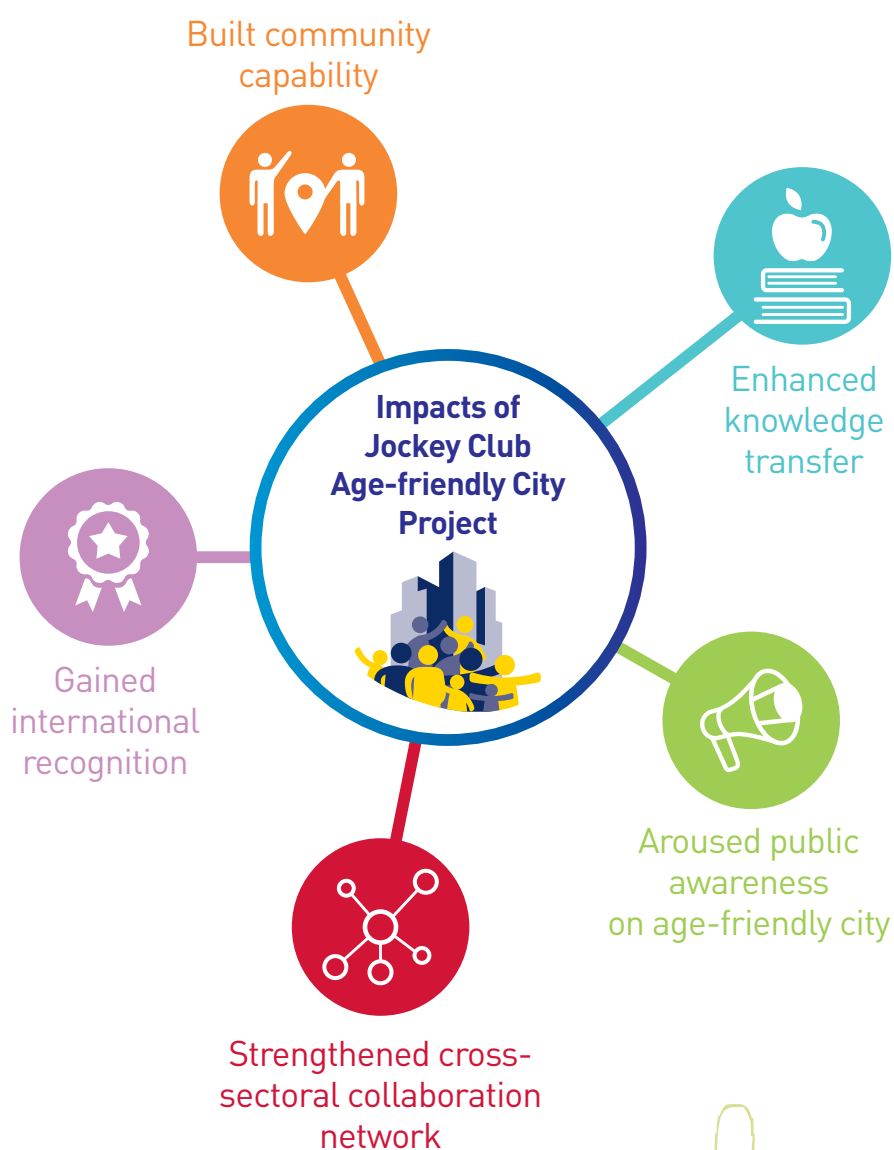 Built community
capability
Enhanced
knowledge
transfer
Impacts of
Jockey Club
Age-friendly City
Project
Gained
international
recognition
Aroused public
awareness
on age-friendly city
Strengthened cross-
sectoral collaboration
network